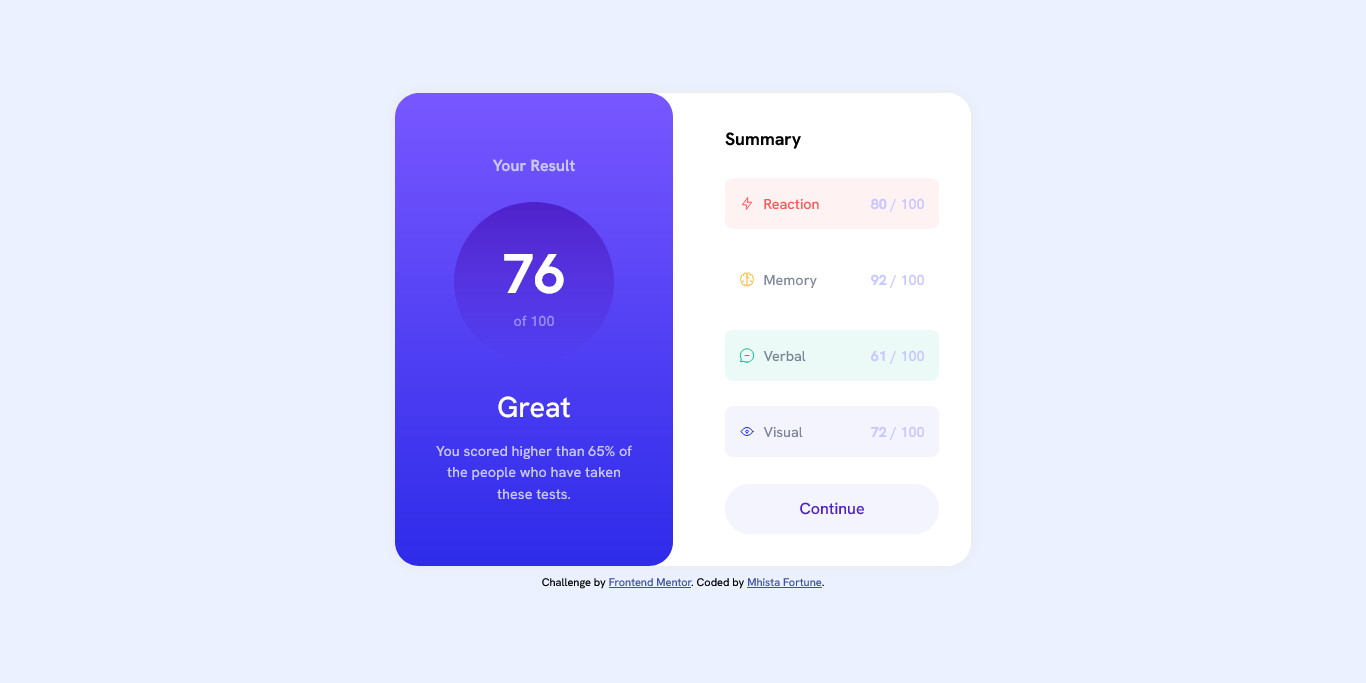 Your Result
76
of 100
Great
You scored higher than 65% of
the people who have taken
these tests.
Summary
Reaction 80 / 100
Memory 92 / 100
Verbal 61 / 100
Visual 72 / 100
Continue
Challenge by Frontend Mentor. Coded by Mhista Fortune.